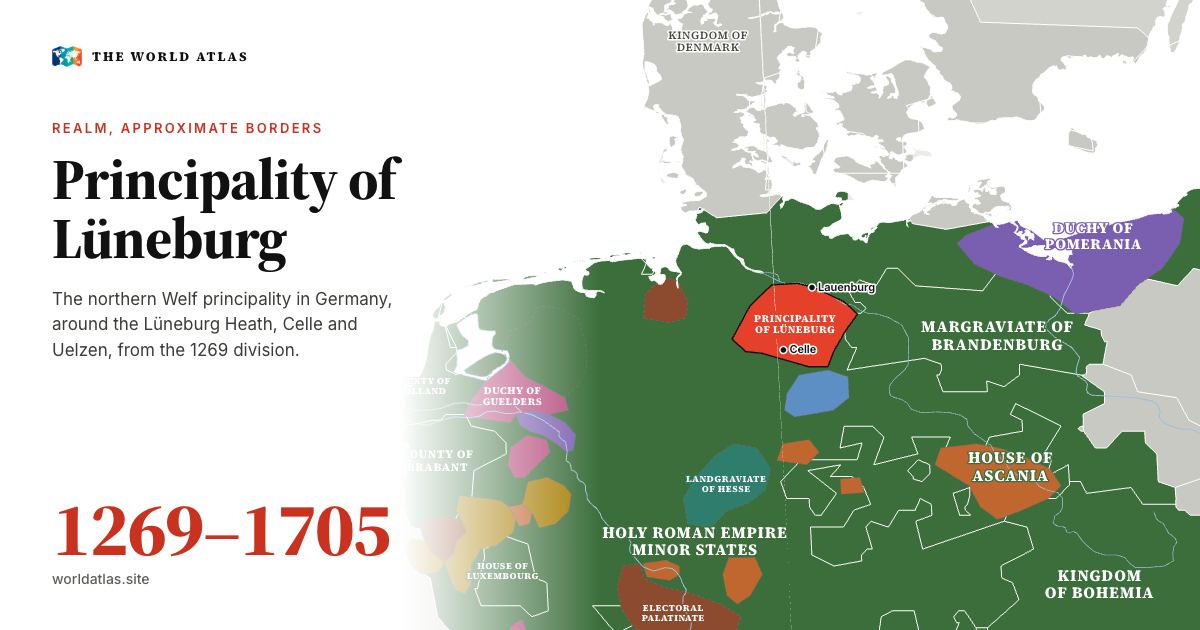 THE WORLD ATLAS
REALM, APPROXIMATE BORDERS
Principality of
Lüneburg
The northern Welf principality in Germany,
around the Lüneburg Heath, Celle and
Uelzen, from the 1269 division.
1269–1705
worldatlas.site
KINGDOM OF
DENMARK
DUCHY OF
POMERANIA
Lauenburg
PRINCIPALITY
OF LÜNEBURG
Celle
MARGRAVIATE OF
BRANDENBURG
DUCHY OF
GUELDERS
OF
BRABANT
HOUSE OF
ASCANIA
LANDGRAVIATE
OF HESSE
HOLY ROMAN EMPIRE
MINOR STATES
HOUSE OF
LUXEMBOURG
KINGDOM
OF BOHEMIA
ELECTORAL
PALATINATE